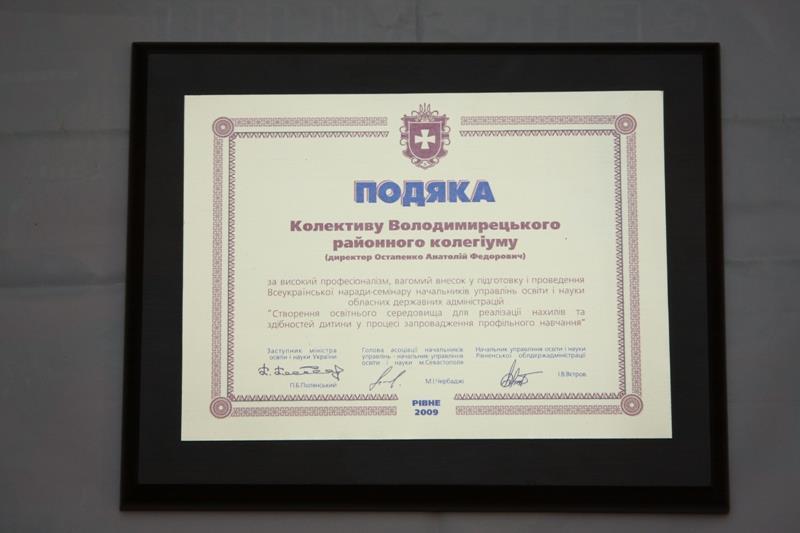 ПОДЯКА
Колективу Володимирецького
районного колегіуму
(директор Остапенко Анатолій Федорович)
за високий професіоналізм, вагомий внесок у підготовку і проведення
Всеукраїнської наради-семінару начальників управлінь освіти і науки
обласних державних адміністрацій
"Створення освітнього середовища для реалізації нахилів та
здібностей дитини у процесі запровадження профільного навчання"
Заступник міністра
освіти і науки України
П.Б.Полянський
Голова асоціації начальників
управлінь - начальник управління
освіти і науки м.Севастополя
М.І.Чербаджі
Начальник управління освіти і науки
Рівненської облдержадміністрації
І.В.Вєтров
РІВНЕ
2009